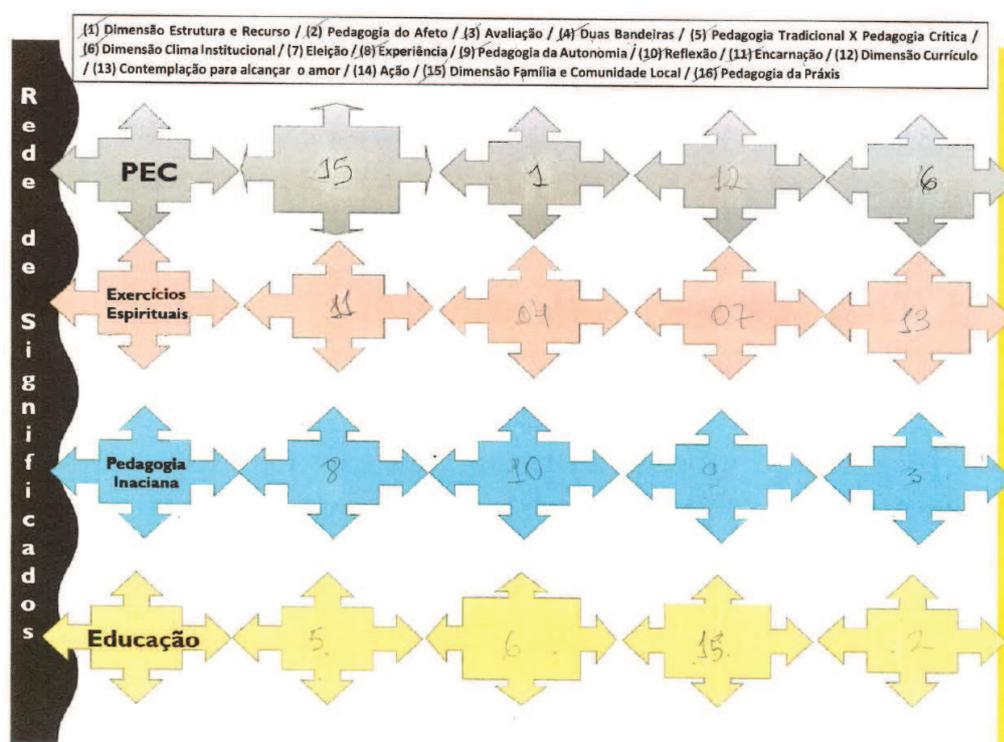 (1) Dimensão Estrutura e Recurso / (2) Pedagogia do Afeto / (3) Avaliação / (4) Duas Bandeiras / (5) Pedagogia Tradicional X Pedagogia Crítica /
(6) Dimensão Clima Institucional / (7) Eleição / (8) Experiência / (9) Pedagogia da Autonomia / (10) Reflexão / (11) Encarnação / (12) Dimensão Currículo
/ (13) Contemplação para alcançar o amor / (14) Ação / (15) Dimensão Família e Comunidade Local / (16) Pedagogia da Práxis
Rede de Significados
PEC 15 1 12 6
Exercícios
Espirituais 11 04 07 13
Pedagogia
Inaciana 8 10 9 3
Educação 5 6 15 2